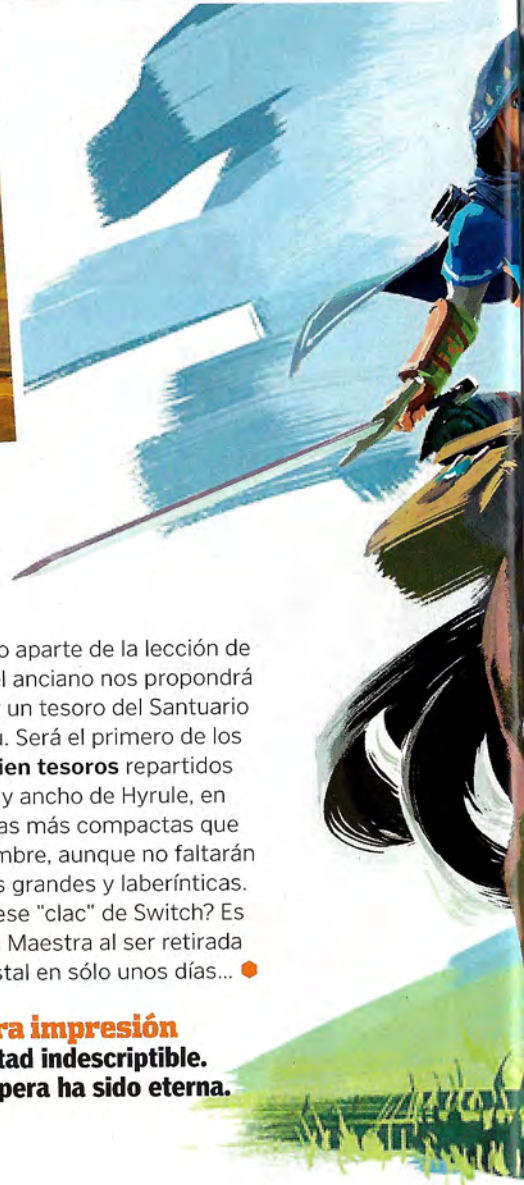 o aparte de la lección de
el anciano nos propondrá
r un tesoro del Santuario
u. Será el primero de los
ien tesoros repartidos
y ancho de Hyrule, en
as más compactas que
mbre, aunque no faltarán
s grandes y laberínticas.
ese "clac" de Switch? Es
a Maestra al ser retirada
stal en sólo unos días...
ra impresión
tad indescriptible.
pera ha sido eterna.